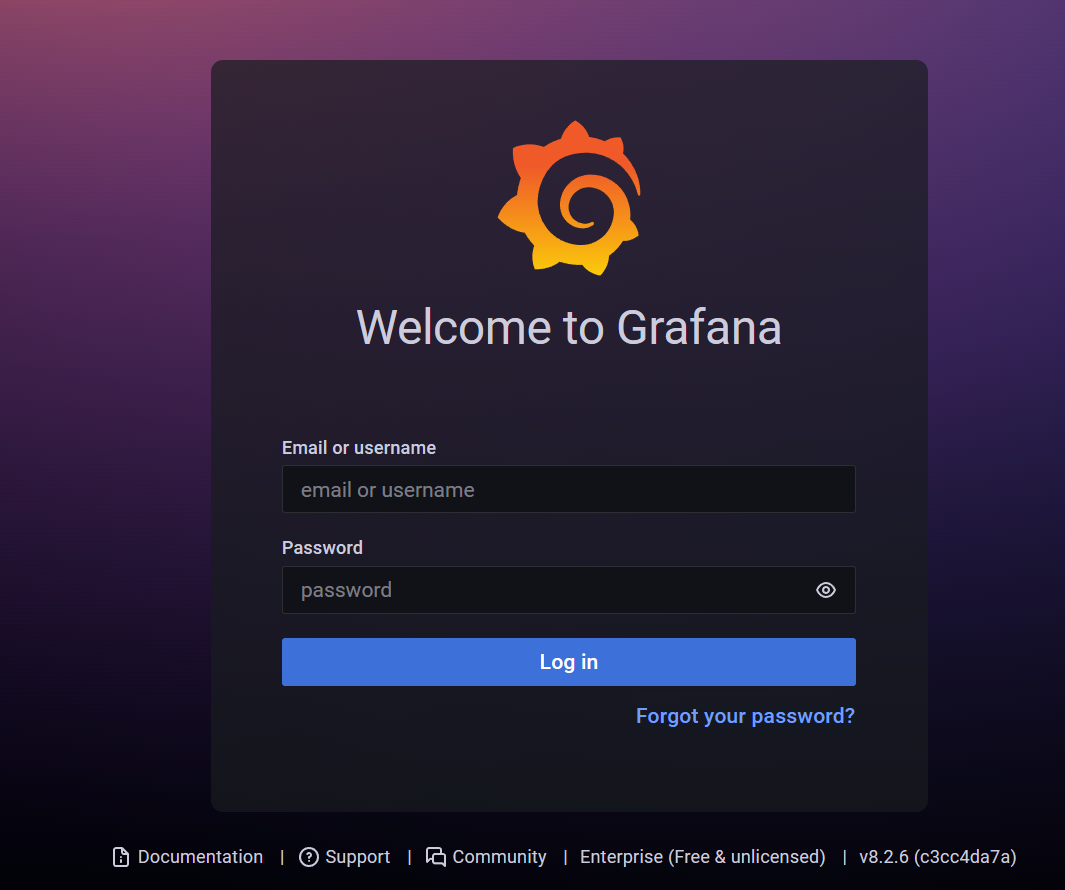 Welcome to Grafana
Email or username
email or username
Password
password
Log in
Forgot your password?
Documentation | Support | Community | Enterprise (Free & unlicensed) | v8.2.6 (c3cc4da7a)